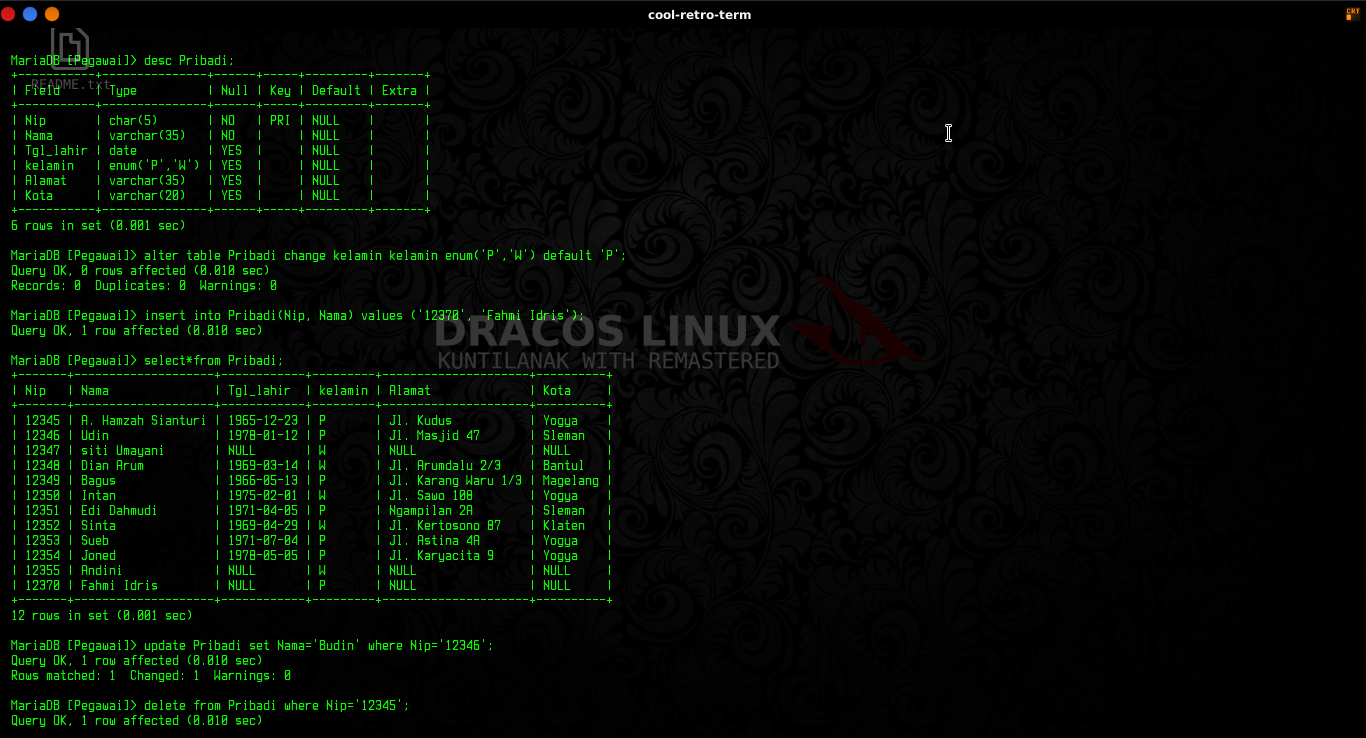 cool-retro-term
CRT
README.txt
MariaDB [Pegawai]> desc Pribadi;
+-----------+---------------+------+-----+---------+-------+
| Field     | Type          | Null | Key | Default | Extra |
+-----------+---------------+------+-----+---------+-------+
| Nip       | char(5)       | NO   | PRI | NULL    |       |
| Nama      | varchar(35)   | NO   |     | NULL    |       |
| Tgl_lahir | date          | YES  |     | NULL    |       |
| kelamin   | enum('P','W') | YES  |     | NULL    |       |
| Alamat    | varchar(35)   | YES  |     | NULL    |       |
| Kota      | varchar(20)   | YES  |     | NULL    |       |
+-----------+---------------+------+-----+---------+-------+
6 rows in set (0.001 sec)
MariaDB [Pegawai]> alter table Pribadi change kelamin kelamin enum('P','W') default 'P';
Query OK, 0 rows affected (0.010 sec)
Records: 0  Duplicates: 0  Warnings: 0
MariaDB [Pegawai]> insert into Pribadi(Nip, Nama) values ('12370', 'Fahmi Idris');
Query OK, 1 row affected (0.010 sec)
DRACOS LINUX
KUNTILANAK WITH REMASTERED
MariaDB [Pegawai]> select*from Pribadi;
+-------+--------------------+------------+---------+---------------------+----------+
| Nip   | Nama               | Tgl_lahir  | kelamin | Alamat              | Kota     |
+-------+--------------------+------------+---------+---------------------+----------+
| 12345 | A. Hamzah Sianturi | 1965-12-23 | P       | Jl. Kudus           | Yogya    |
| 12346 | Udin               | 1978-01-12 | P       | Jl. Masjid 47       | Sleman   |
| 12347 | siti Umayani       | NULL       | W       | NULL                | NULL     |
| 12348 | Dian Arum          | 1969-03-14 | W       | Jl. Arumdalu 2/3    | Bantul   |
| 12349 | Bagus              | 1966-05-13 | P       | Jl. Karang Waru 1/3 | Magelang |
| 12350 | Intan              | 1975-02-01 | W       | Jl. Sawo 108        | Yogya    |
| 12351 | Edi Dahmudi        | 1971-04-05 | P       | Ngampilan 2A        | Sleman   |
| 12352 | Sinta              | 1969-04-29 | W       | Jl. Kertosono 87    | Klaten   |
| 12353 | Sueb               | 1971-07-04 | P       | Jl. Astina 4A       | Yogya    |
| 12354 | Joned              | 1978-05-05 | P       | Jl. Karyacita 9     | Yogya    |
| 12355 | Andini             | NULL       | W       | NULL                | NULL     |
| 12370 | Fahmi Idris        | NULL       | P       | NULL                | NULL     |
+-------+--------------------+------------+---------+---------------------+----------+
12 rows in set (0.001 sec)
MariaDB [Pegawai]> update Pribadi set Nama='Budin' where Nip='12346';
Query OK, 1 row affected (0.010 sec)
Rows matched: 1  Changed: 1  Warnings: 0
MariaDB [Pegawai]> delete from Pribadi where Nip='12345';
Query OK, 1 row affected (0.010 sec)